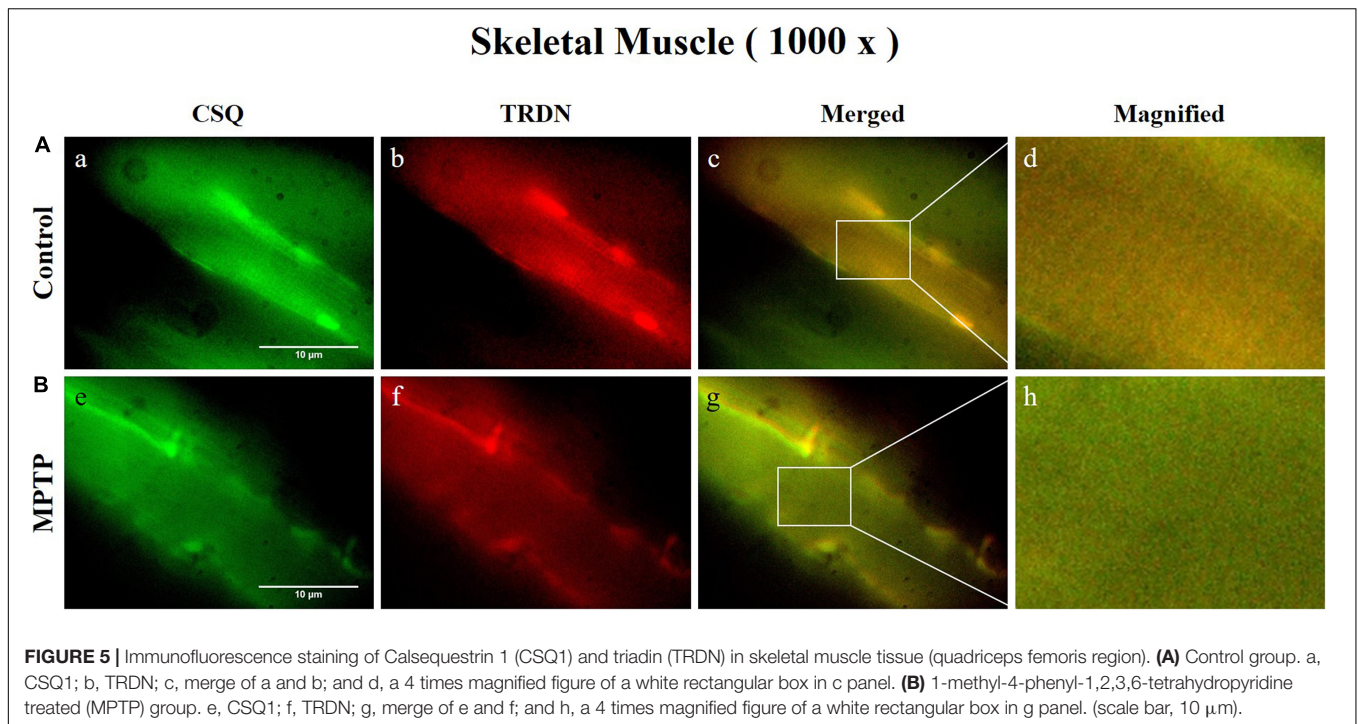 Skeletal Muscle ( 1000 x )
CSQ TRDN Merged Magnified
A
Control
a b c d
10 µm
B
MPTP
e f g h
10 µm
FIGURE 5 | Immunofluorescence staining of Calsequestrin 1 (CSQ1) and triadin (TRDN) in skeletal muscle tissue (quadriceps femoris region). (A) Control group. a,
CSQ1; b, TRDN; c, merge of a and b; and d, a 4 times magnified figure of a white rectangular box in c panel. (B) 1-methyl-4-phenyl-1,2,3,6-tetrahydropyridine
treated (MPTP) group. e, CSQ1; f, TRDN; g, merge of e and f; and h, a 4 times magnified figure of a white rectangular box in g panel. (scale bar, 10 µm).